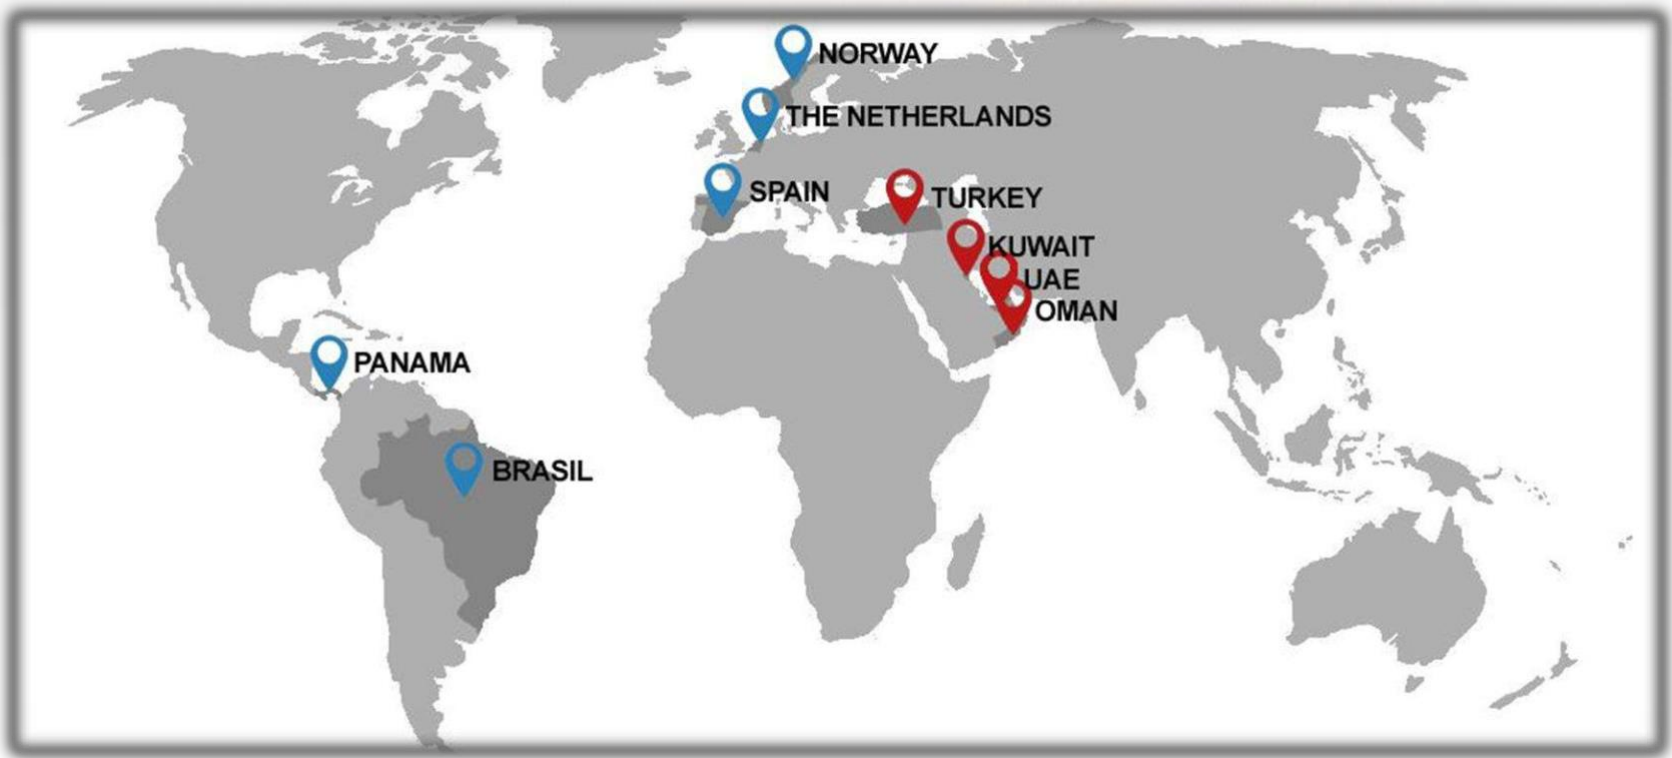 NORWAY
THE NETHERLANDS
SPAIN
TURKEY
KUWAIT
UAE
OMAN
PANAMA
BRASIL